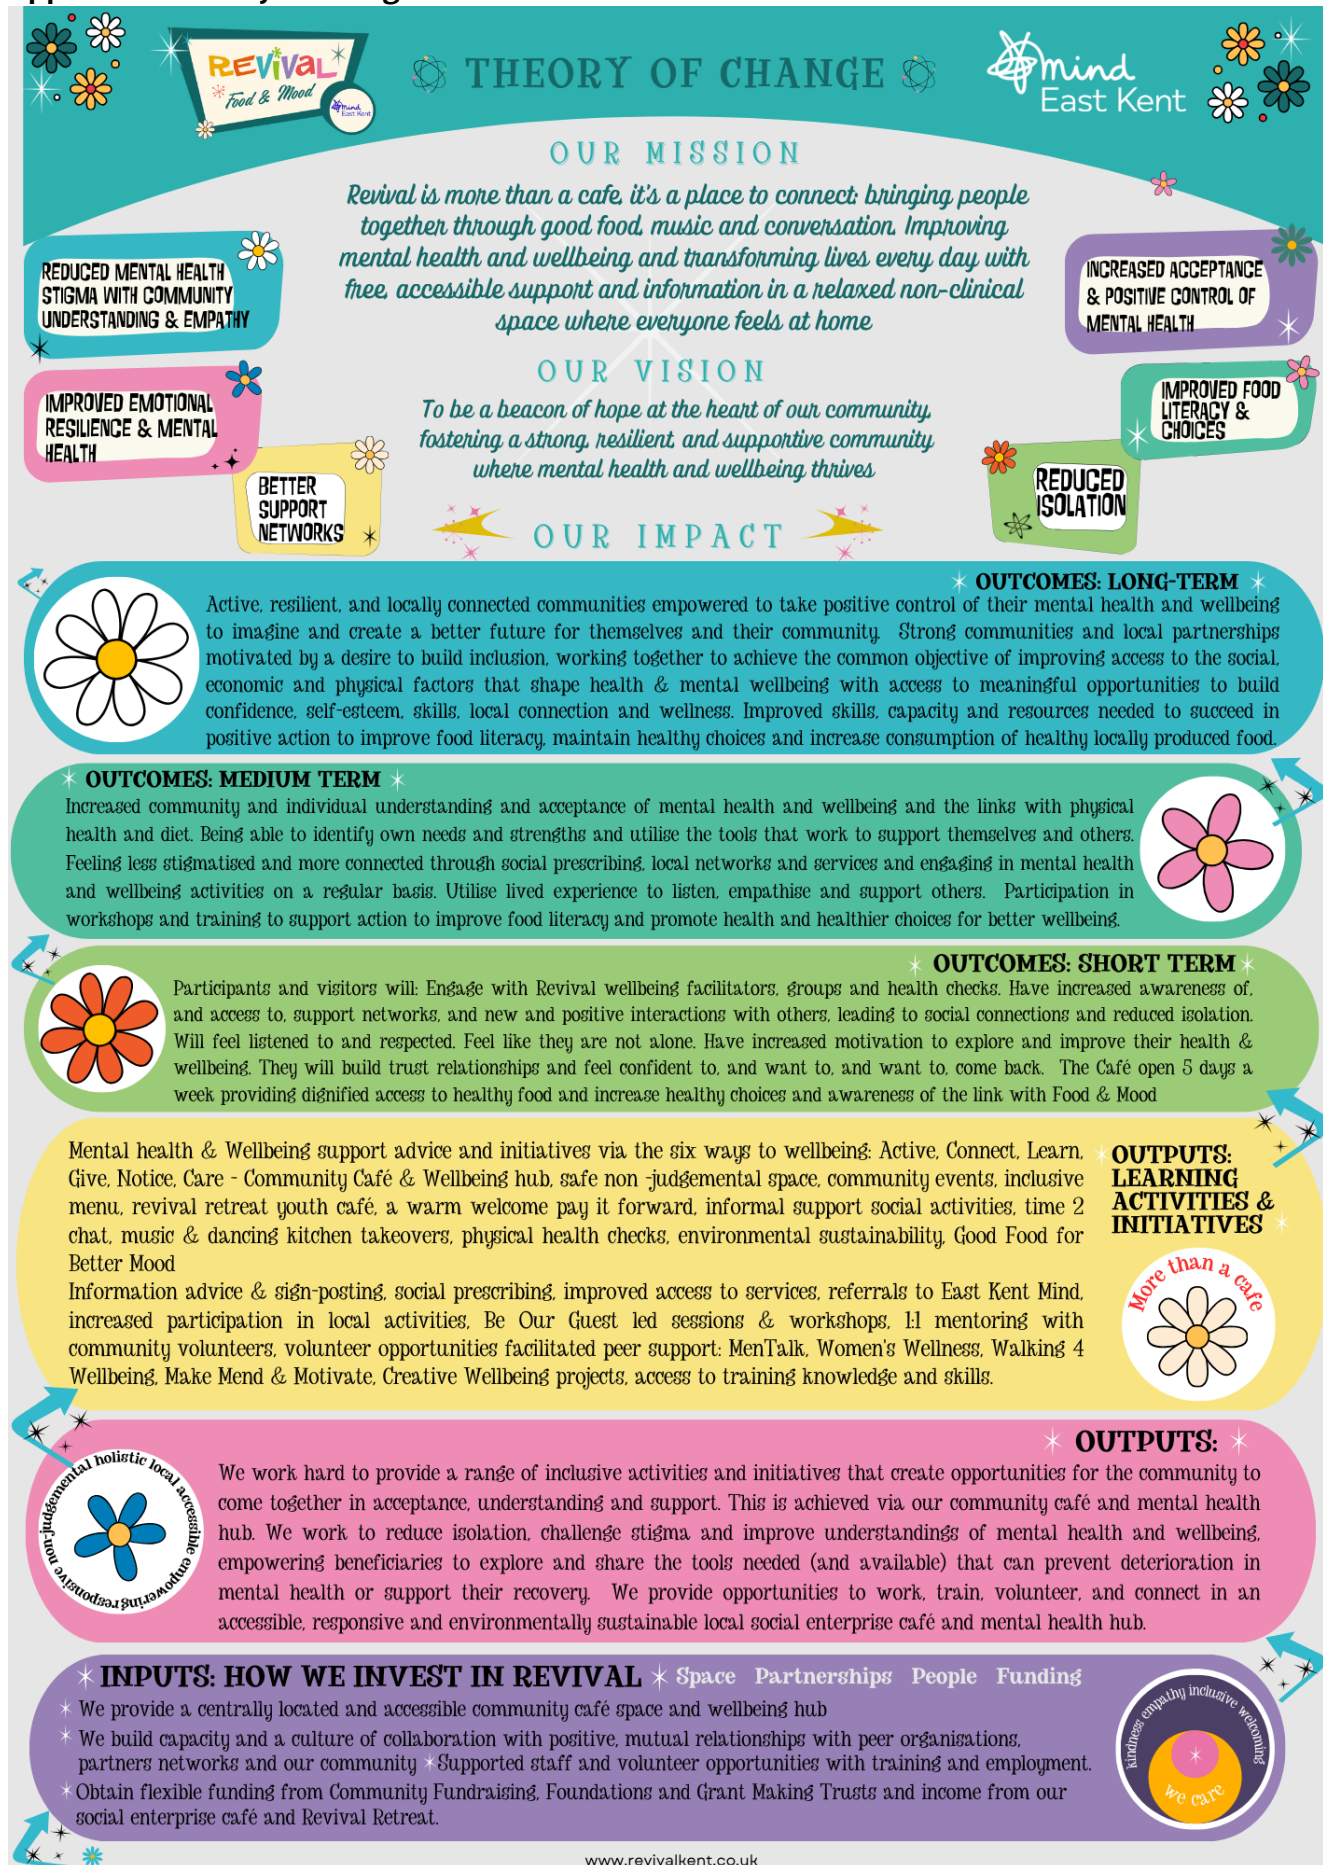 REVIVAL
Food & Mood
mind
East Kent
THEORY OF CHANGE
mind
East Kent
OUR MISSION
Revival is more than a cafe, it's a place to connect: bringing people
together through good food, music and conversation. Improving
mental health and wellbeing and transforming lives every day with
free, accessible support and information in a relaxed non-clinical
space where everyone feels at home
REDUCED MENTAL HEALTH
STIGMA WITH COMMUNITY
UNDERSTANDING & EMPATHY
INCREASED ACCEPTANCE
& POSITIVE CONTROL OF
MENTAL HEALTH
OUR VISION
To be a beacon of hope at the heart of our community,
fostering a strong, resilient, and supportive community
where mental health and wellbeing thrives
IMPROVED EMOTIONAL
RESILIENCE & MENTAL
HEALTH
IMPROVED FOOD
LITERACY &
CHOICES
BETTER
SUPPORT
NETWORKS
REDUCED
ISOLATION
OUR IMPACT
OUTCOMES: LONG-TERM
Active, resilient, and locally connected communities empowered to take positive control of their mental health and wellbeing
to imagine and create a better future for themselves and their community. Strong communities and local partnerships
motivated by a desire to build inclusion, working together to achieve the common objective of improving access to the social,
economic and physical factors that shape health & mental wellbeing with access to meaningful opportunities to build
confidence, self-esteem, skills, local connection and wellness. Improved skills, capacity and resources needed to succeed in
positive action to improve food literacy, maintain healthy choices and increase consumption of healthy locally produced food.
OUTCOMES: MEDIUM TERM
Increased community and individual understanding and acceptance of mental health and wellbeing and the links with physical
health and diet. Being able to identify own needs and strengths and utilise the tools that work to support themselves and others.
Feeling less stigmatised and more connected through social prescribing, local networks and services and engaging in mental health
and wellbeing activities on a regular basis. Utilise lived experience to listen, empathise and support others. Participation in
workshops and training to support action to improve food literacy and promote health and healthier choices for better wellbeing.
OUTCOMES: SHORT TERM
Participants and visitors will: Engage with Revival wellbeing facilitators, groups and health checks. Have increased awareness of,
and access to, support networks, and new and positive interactions with others, leading to social connections and reduced isolation.
Will feel listened to and respected. Feel like they are not alone. Have increased motivation to explore and improve their health &
wellbeing. They will build trust relationships and feel confident to, and want to, and want to, come back. The Café open 5 days a
week providing dignified access to healthy food and increase healthy choices and awareness of the link with Food & Mood
OUTPUTS:
LEARNING
ACTIVITIES &
INITIATIVES
Mental health & Wellbeing support advice and initiatives via the six ways to wellbeing: Active, Connect, Learn,
Give, Notice, Care - Community Café & Wellbeing hub, safe non -judgemental space, community events, inclusive
menu, revival retreat youth café, a warm welcome pay it forward, informal support social activities, time 2
chat, music & dancing kitchen takeovers, physical health checks, environmental sustainability, Good Food for
Better Mood
Information advice & sign-posting, social prescribing, improved access to services, referrals to East Kent Mind,
increased participation in local activities, Be Our Guest led sessions & workshops, 1:1 mentoring with
community volunteers, volunteer opportunities facilitated peer support: MenTalk, Women's Wellness, Walking 4
Wellbeing, Make Mend & Motivate, Creative Wellbeing projects, access to training knowledge and skills.
More than a cafe
OUTPUTS:
non-judgemental holistic local accessible empowering responsive
We work hard to provide a range of inclusive activities and initiatives that create opportunities for the community to
come together in acceptance, understanding and support. This is achieved via our community café and mental health
hub. We work to reduce isolation, challenge stigma and improve understandings of mental health and wellbeing,
empowering beneficiaries to explore and share the tools needed (and available) that can prevent deterioration in
mental health or support their recovery. We provide opportunities to work, train, volunteer, and connect in an
accessible, responsive and environmentally sustainable local social enterprise café and mental health hub.
INPUTS: HOW WE INVEST IN REVIVAL Space Partnerships People Funding
We provide a centrally located and accessible community café space and wellbeing hub
We build capacity and a culture of collaboration with positive, mutual relationships with peer organisations,
partners networks and our community Supported staff and volunteer opportunities with training and employment.
Obtain flexible funding from Community Fundraising, Foundations and Grant Making Trusts and income from our
social enterprise café and Revival Retreat.
kindness empathy inclusive welcoming
we care
www.revivalkent.co.uk